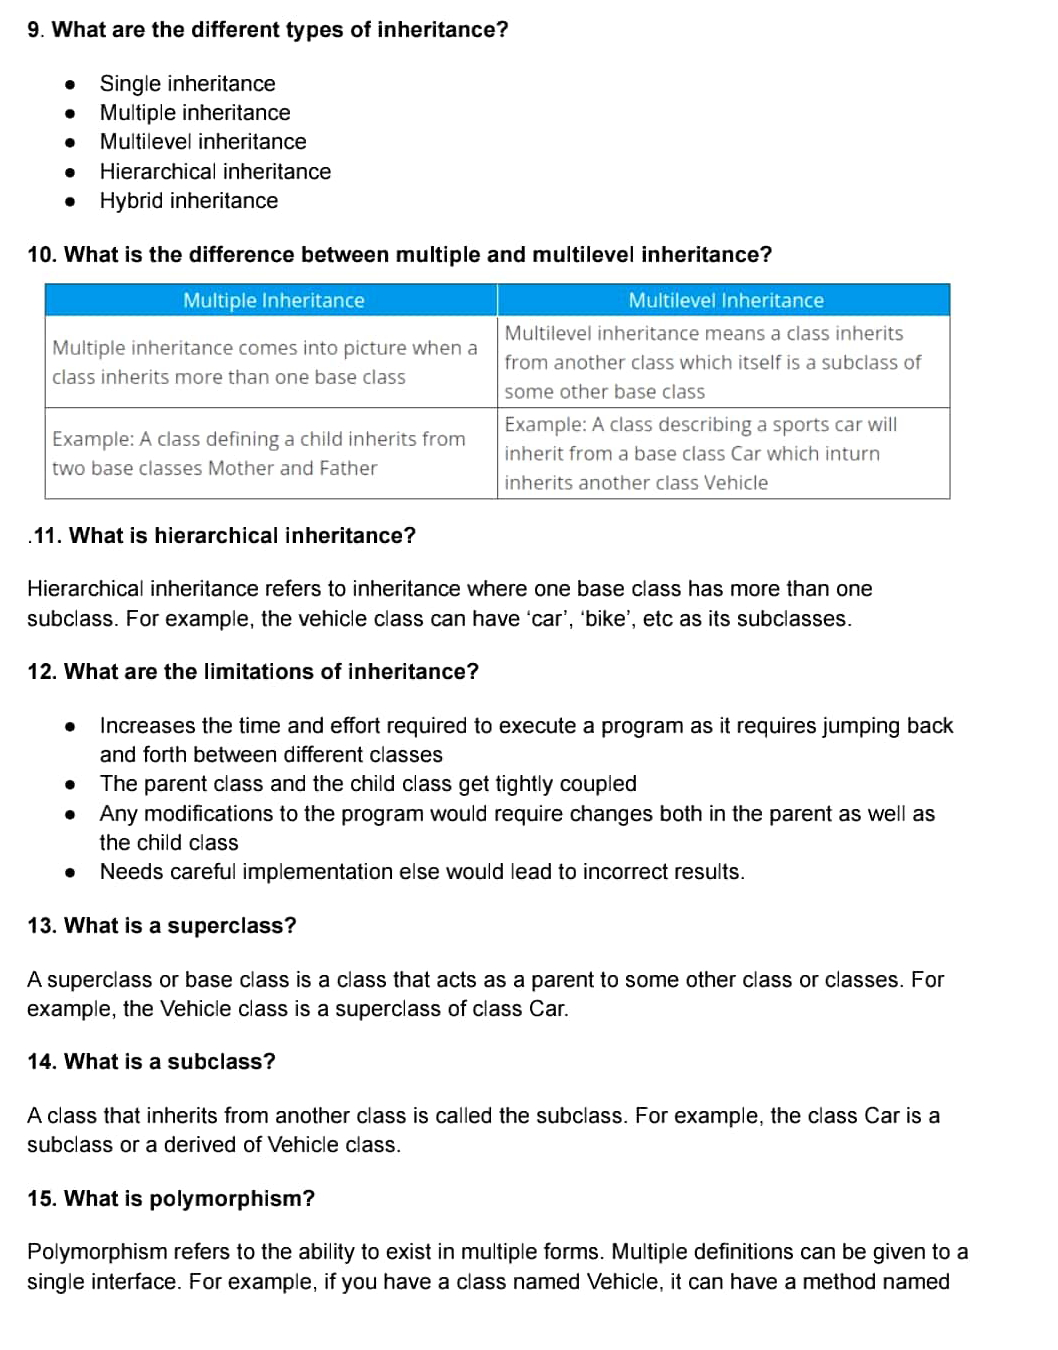 9. What are the different types of inheritance?
● Single inheritance
● Multiple inheritance
● Multilevel inheritance
● Hierarchical inheritance
● Hybrid inheritance
10. What is the difference between multiple and multilevel inheritance?
Multiple Inheritance
Multilevel Inheritance
Multiple inheritance comes into picture when a
class inherits more than one base class
Multilevel inheritance means a class inherits
from another class which itself is a subclass of
some other base class
Example: A class defining a child inherits from
two base classes Mother and Father
Example: A class describing a sports car will
inherit from a base class Car which inturn
inherits another class Vehicle
.11. What is hierarchical inheritance?
Hierarchical inheritance refers to inheritance where one base class has more than one
subclass. For example, the vehicle class can have ‘car’, ‘bike’, etc as its subclasses.
12. What are the limitations of inheritance?
● Increases the time and effort required to execute a program as it requires jumping back
and forth between different classes
● The parent class and the child class get tightly coupled
● Any modifications to the program would require changes both in the parent as well as
the child class
● Needs careful implementation else would lead to incorrect results.
13. What is a superclass?
A superclass or base class is a class that acts as a parent to some other class or classes. For
example, the Vehicle class is a superclass of class Car.
14. What is a subclass?
A class that inherits from another class is called the subclass. For example, the class Car is a
subclass or a derived of Vehicle class.
15. What is polymorphism?
Polymorphism refers to the ability to exist in multiple forms. Multiple definitions can be given to a
single interface. For example, if you have a class named Vehicle, it can have a method named